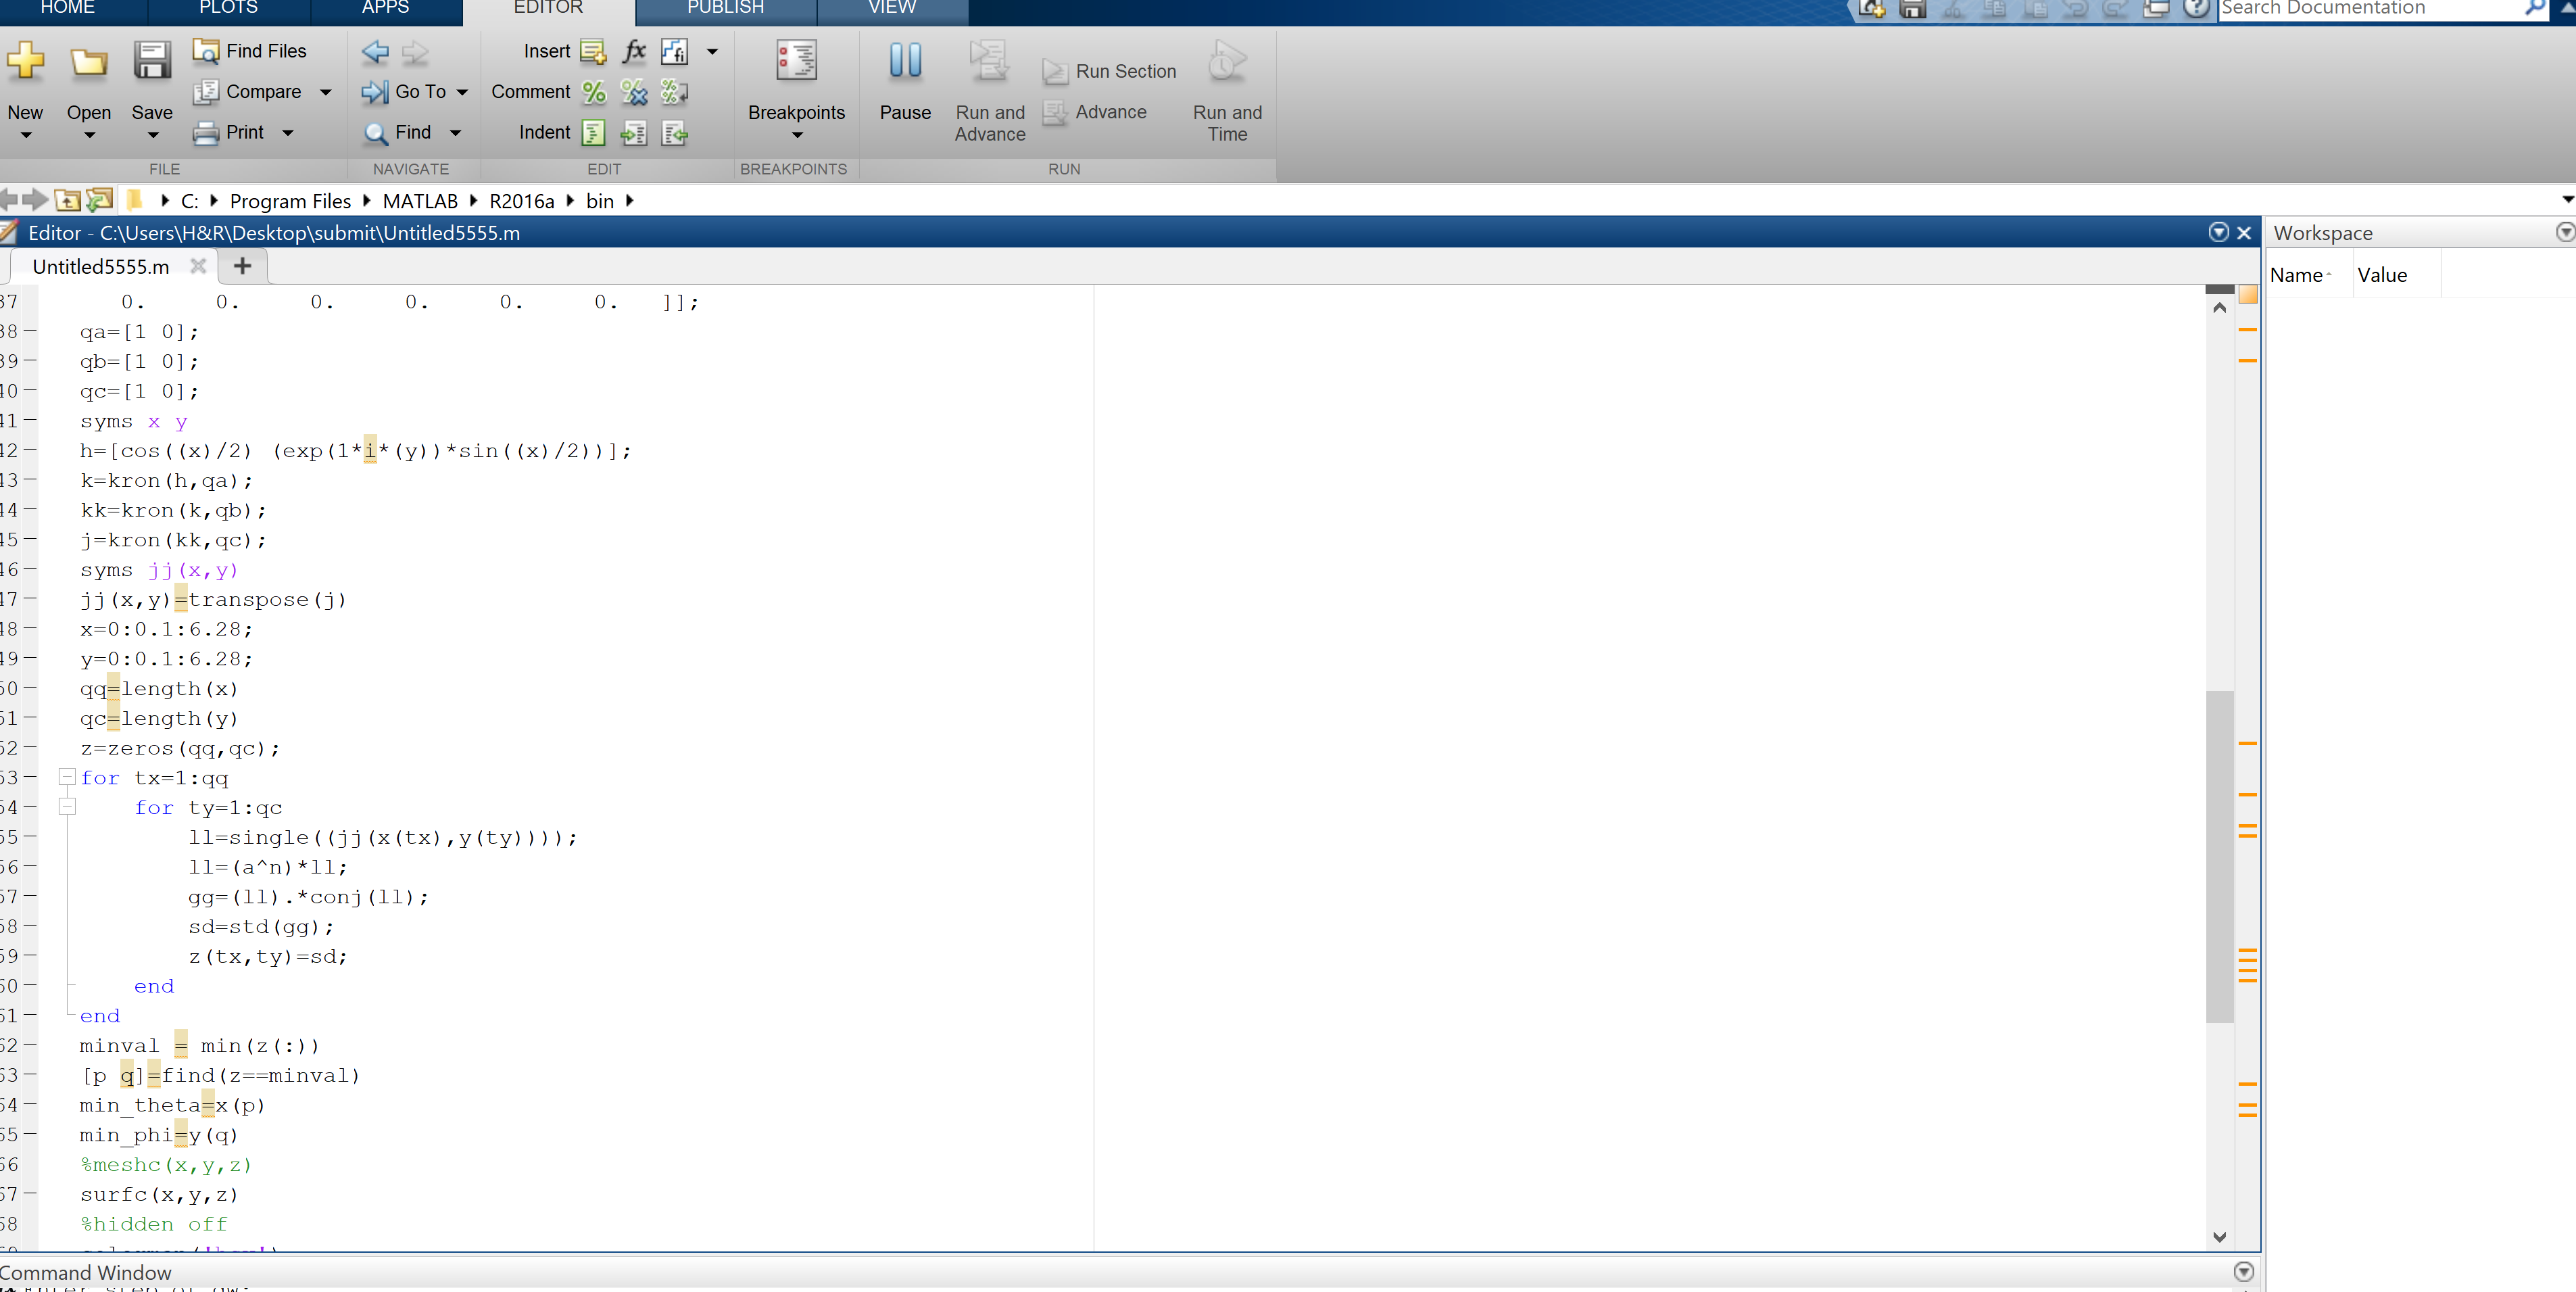 HOME PLOTS APPS EDITOR PUBLISH VIEW Search Documentation
New Open Save Find Files Compare Print Go To Find Insert fx fi Comment Indent Breakpoints Pause Run and Advance Run Section Advance Run and Time
FILE NAVIGATE EDIT BREAKPOINTS RUN
C: Program Files MATLAB R2016a bin
Editor - C:\Users\H&R\Desktop\submit\Untitled5555.m
Workspace
Untitled5555.m
Name Value
37 0. 0. 0. 0. 0. 0. ]];
38 qa=[1 0];
39 qb=[1 0];
40 qc=[1 0];
41 syms x y
42 h=[cos((x)/2) (exp(1*i*(y))*sin((x)/2))];
43 k=kron(h,qa);
44 kk=kron(k,qb);
45 j=kron(kk,qc);
46 syms jj(x,y)
47 jj(x,y)=transpose(j)
48 x=0:0.1:6.28;
49 y=0:0.1:6.28;
50 qq=length(x)
51 qc=length(y)
52 z=zeros(qq,qc);
53 for tx=1:qq
54 for ty=1:qc
55 ll=single((jj(x(tx),y(ty))));
56 ll=(a^n)*ll;
57 gg=(ll).*conj(ll);
58 sd=std(gg);
59 z(tx,ty)=sd;
60 end
61 end
62 minval = min(z(:))
63 [p q]=find(z==minval)
64 min_theta=x(p)
65 min_phi=y(q)
66 %meshc(x,y,z)
67 surfc(x,y,z)
68 %hidden off
Command Window